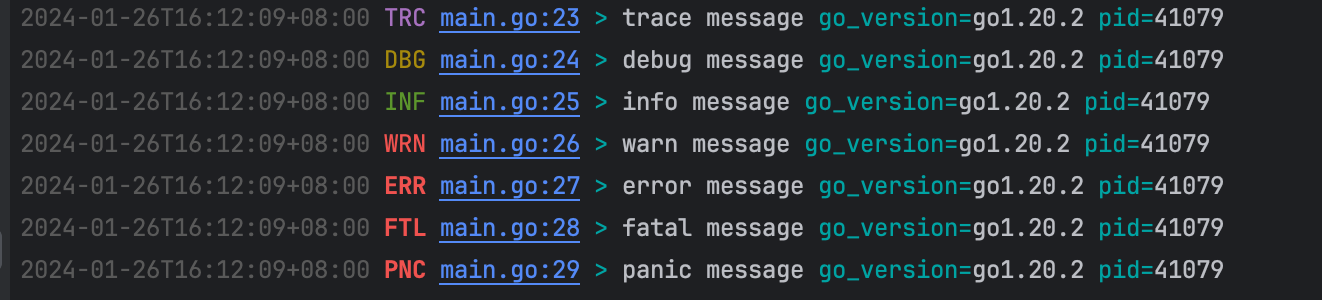 2024-01-26T16:12:09+08:00 TRC main.go:23 > trace message go_version=go1.20.2 pid=41079
2024-01-26T16:12:09+08:00 DBG main.go:24 > debug message go_version=go1.20.2 pid=41079
2024-01-26T16:12:09+08:00 INF main.go:25 > info message go_version=go1.20.2 pid=41079
2024-01-26T16:12:09+08:00 WRN main.go:26 > warn message go_version=go1.20.2 pid=41079
2024-01-26T16:12:09+08:00 ERR main.go:27 > error message go_version=go1.20.2 pid=41079
2024-01-26T16:12:09+08:00 FTL main.go:28 > fatal message go_version=go1.20.2 pid=41079
2024-01-26T16:12:09+08:00 PNC main.go:29 > panic message go_version=go1.20.2 pid=41079